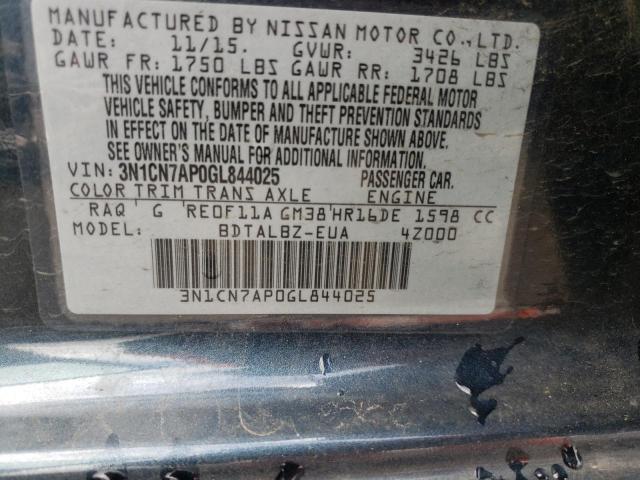 MANUFACTURED BY NISSAN MOTOR CO., LTD.
DATE: 11/15. GVWR: 3426 LBS
GAWR FR: 1750 LBS GAWR RR: 1708 LBS
THIS VEHICLE CONFORMS TO ALL APPLICABLE FEDERAL MOTOR
VEHICLE SAFETY, BUMPER AND THEFT PREVENTION STANDARDS
IN EFFECT ON THE DATE OF MANUFACTURE SHOWN ABOVE.
SEE OWNER'S MANUAL FOR ADDITIONAL INFORMATION.
VIN: 3N1CN7AP0GL844025 PASSENGER CAR.
COLOR TRIM TRANS AXLE ENGINE
RAQ G RE0F11A GM38 HR16DE 1598 CC
MODEL: BDTALBZ-EUA 4Z000
3N1CN7AP0GL844025